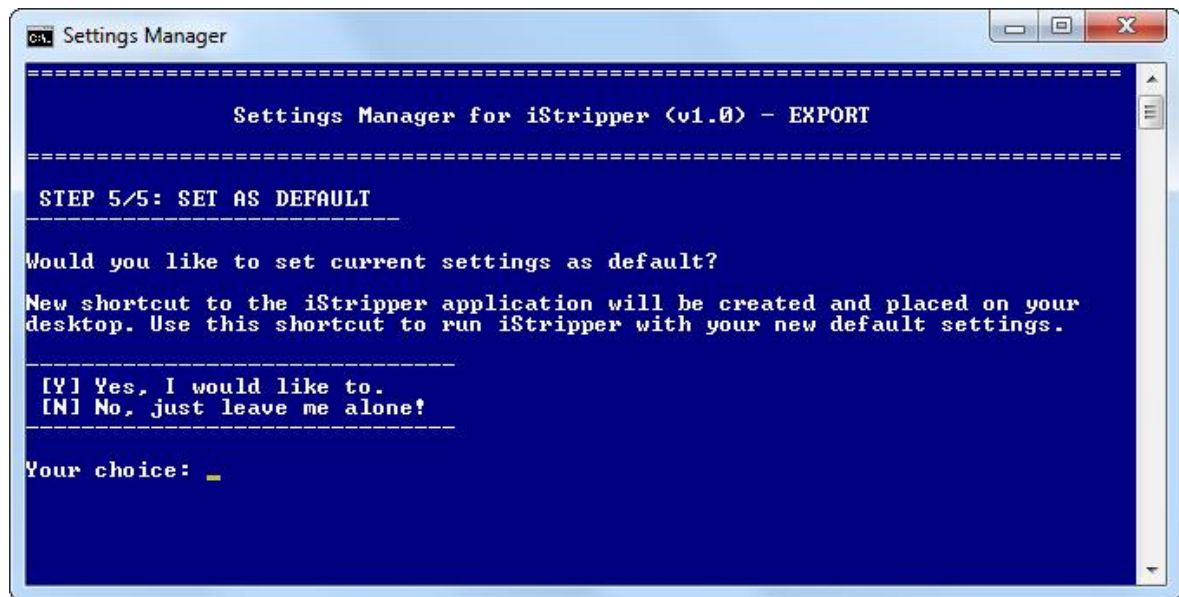 Settings Manager
===============================================================================
Settings Manager for iStripper (v1.0) - EXPORT
===============================================================================
STEP 5/5: SET AS DEFAULT
---------------------------
Would you like to set current settings as default?
New shortcut to the iStripper application will be created and placed on your
desktop. Use this shortcut to run iStripper with your new default settings.
-------------------------------
[Y] Yes, I would like to.
[N] No, just leave me alone!
-------------------------------
Your choice: _